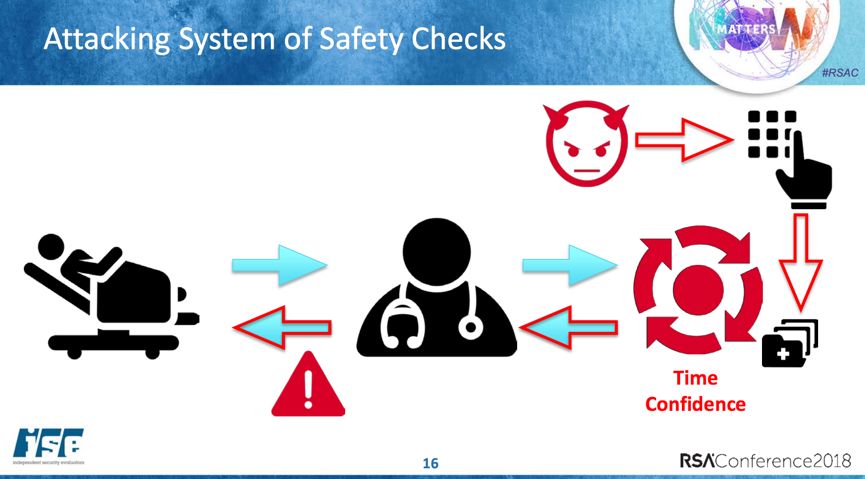 Attacking System of Safety Checks
MATTERS
NOW
#RSAC
Time
Confidence
ise
independent security evaluators
16
RSAConference2018